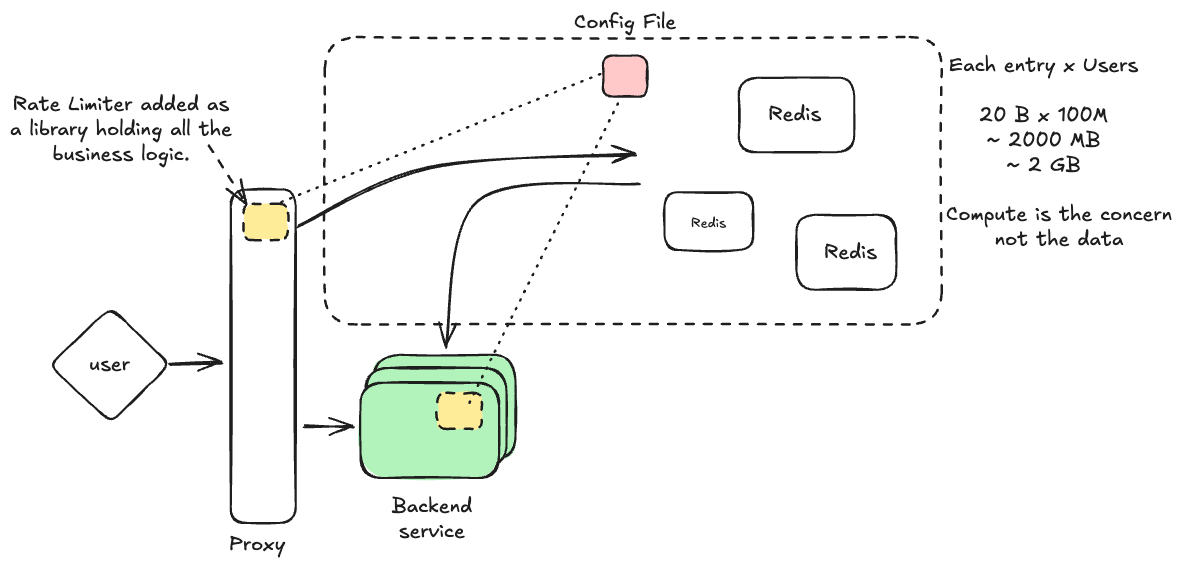 Config File
Each entry x Users
20 B x 100M
~ 2000 MB
~ 2 GB
Compute is the concern
not the data
Rate Limiter added as
a library holding all the
business logic.
Redis
Redis
Redis
user
Backend
service
Proxy